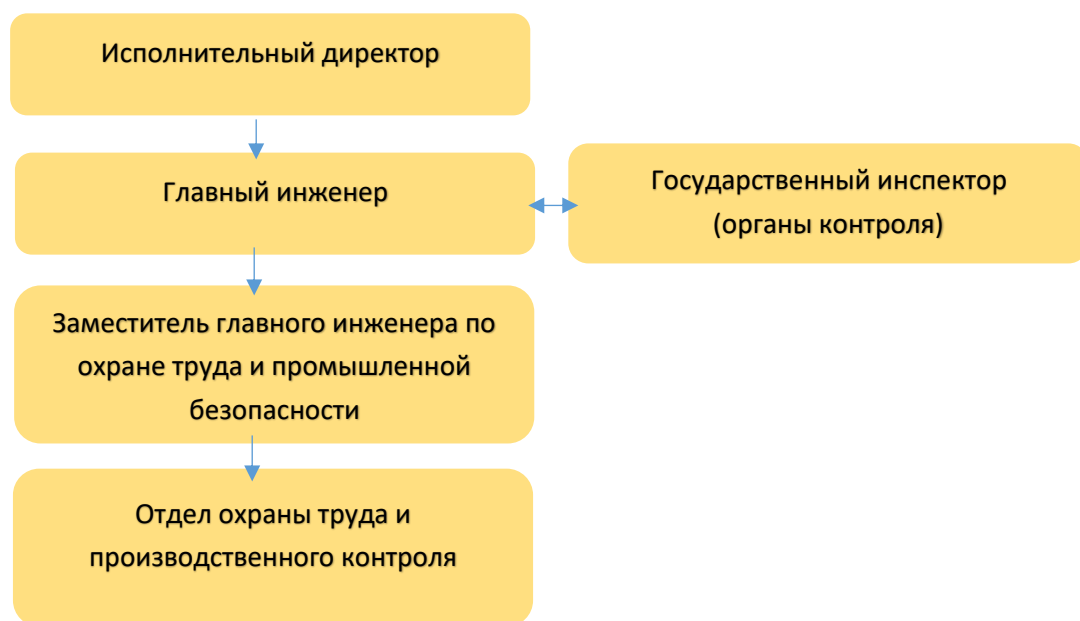 Исполнительный директор
Главный инженер
Государственный инспектор
(органы контроля)
Заместитель главного инженера по
охране труда и промышленной
безопасности
Отдел охраны труда и
производственного контроля